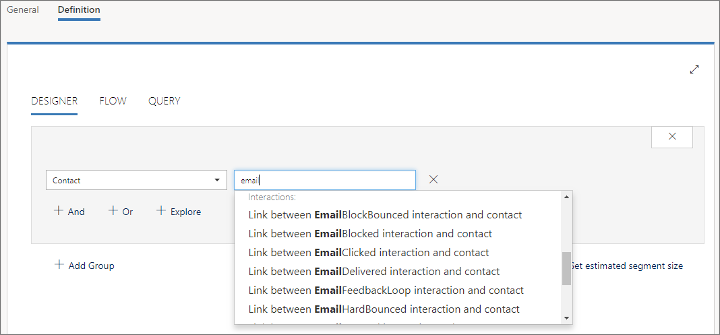 General Definition
DESIGNER FLOW QUERY
Contact email
Interactions:
Link between EmailBlockBounced interaction and contact
+ And + Or + Explore
Link between EmailBlocked interaction and contact
Link between EmailClicked interaction and contact
+ Add Group
Link between EmailDelivered interaction and contact
Get estimated segment size
Link between EmailFeedbackLoop interaction and contact
Link between EmailHardBounced interaction and contact